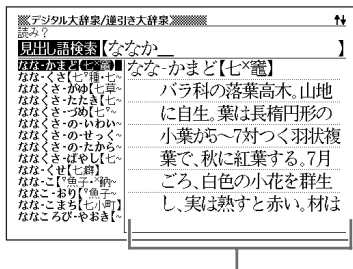 デジタル大辞泉/逆引き大辞泉
読み?
見出し語検索【ななか__
なな-かまど【七×竈】
なな-くさ【七°種・七~
ななくさ-がゆ【七草~
ななくさ-たたき【七~
ななくさ-づめ【七°~
ななくさ-の-いわい~
ななくさ-の-せっく~
ななくさ-の-たから~
ななくさ-ばやし【七~
なな-くせ【七癖】
なな-こ【°魚子・×斜~
ななこ-おり【°魚子~
なな-こまち【七小町】
ななころび-やおき【~
なな-かまど【七×竈】
バラ科の落葉高木。山地
に自生。葉は長楕円形の
小葉が5~7対つく羽状複
葉で、秋に紅葉する。7月
ごろ、白色の小花を群生
し、実は熟すと赤い。材は